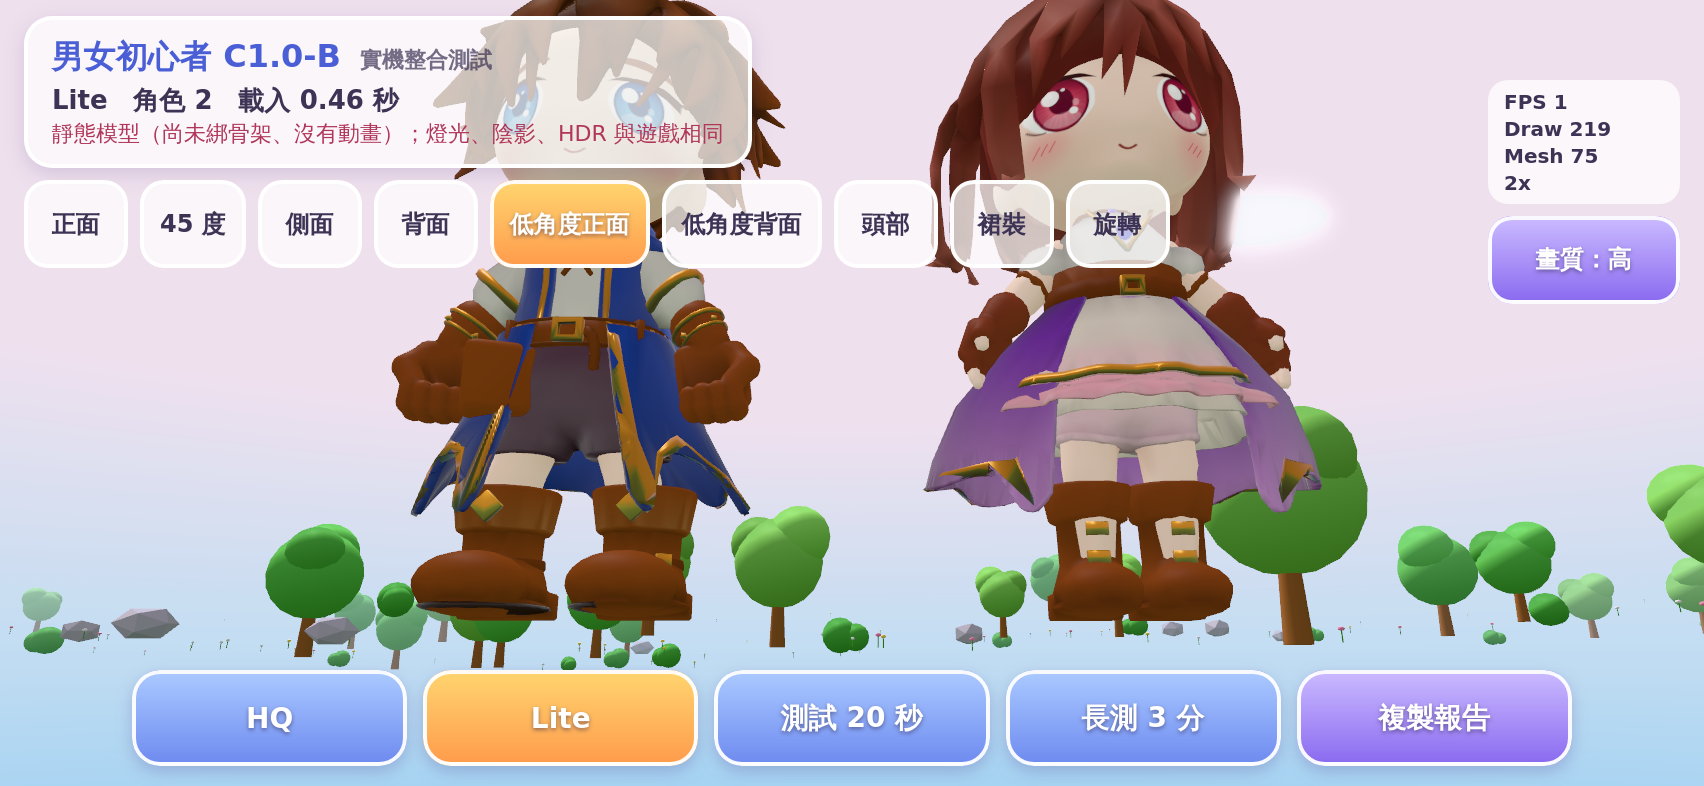 男女初心者 C1.0-B 實機整合測試
Lite 角色 2 載入 0.46 秒
靜態模型（尚未綁骨架、沒有動畫）；燈光、陰影、HDR 與遊戲相同
FPS 1
Draw 219
Mesh 75
2x
正面 45 度 側面 背面 低角度正面 低角度背面 頭部 裙裝 旋轉
畫質：高
HQ Lite 測試 20 秒 長測 3 分 複製報告